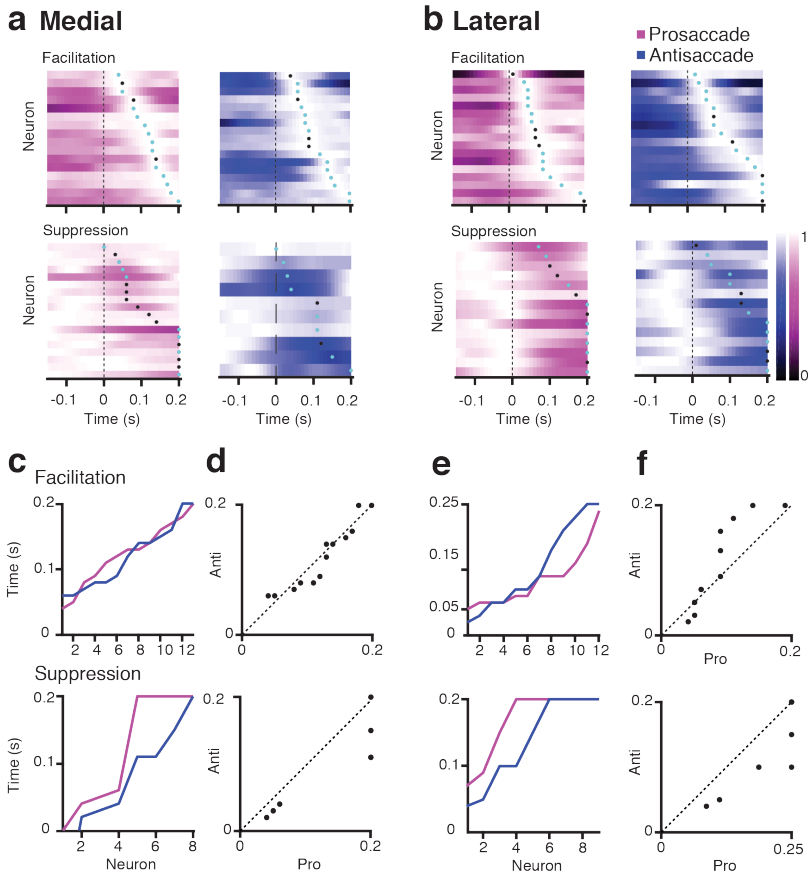 a Medial
b Lateral
Prosaccade
Antisaccade
Facilitation
Facilitation
Neuron
Neuron
Suppression
Suppression
Neuron
Neuron
1
0
-0.1 0 0.1 0.2
-0.1 0 0.1 0.2
-0.1 0 0.1 0.2
-0.1 0 0.1 0.2
Time (s)
Time (s)
Time (s)
Time (s)
c
d
e
f
Facilitation
Time (s)
0.2
0.1
0
2 4 6 8 10 12
Anti
0.2
0
0 0.2
0.25
0.15
0.05
0
2 4 6 8 10 12
Anti
0.2
0
0 0.2
Pro
Suppression
Time (s)
0.2
0.1
0
2 4 6 8
Neuron
Anti
0.2
0
0 0.2
Pro
0.2
0.1
0
2 4 6 8
Neuron
Anti
0.2
0
0 0.25
Pro